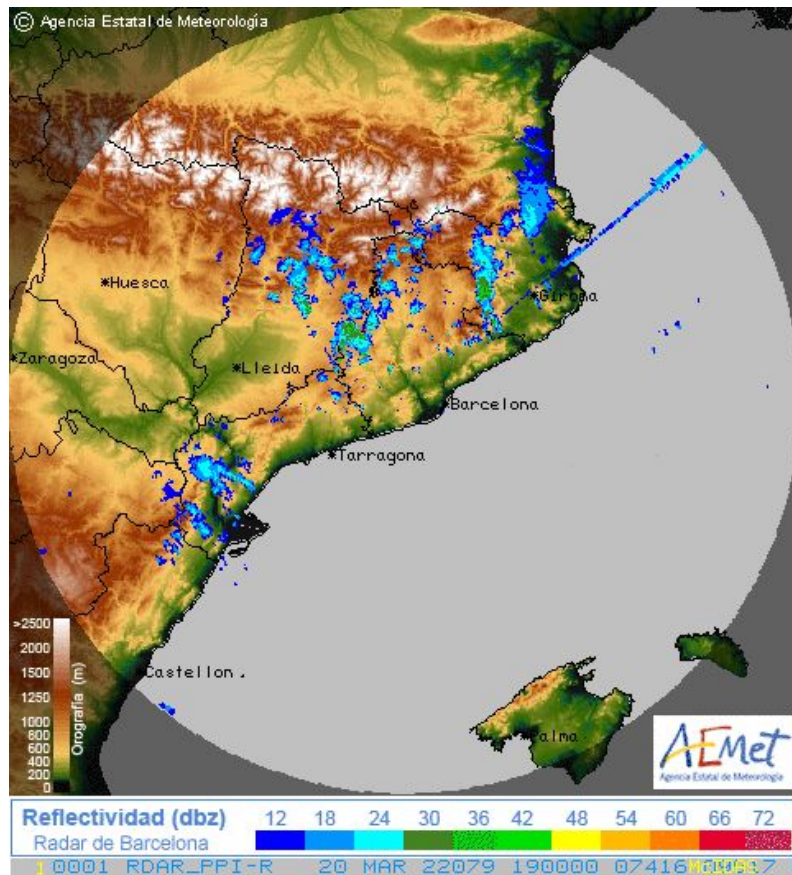 © Agencia Estatal de Meteorología
*Huesca
*Girona
*Zaragoza
*Lleida
*Barcelona
*Tarragona
>2500
2000
1500
1250
1000
800
600
400
200
0
Orografía (m)
Castellon.
Palma
AEMet
Agencia Estatal de Meteorología
Reflectividad (dbz) 12 18 24 30 36 42 48 54 60 66 72
Radar de Barcelona
1 0001 RDAR_PPI-R 20 MAR 22079 190000 07416